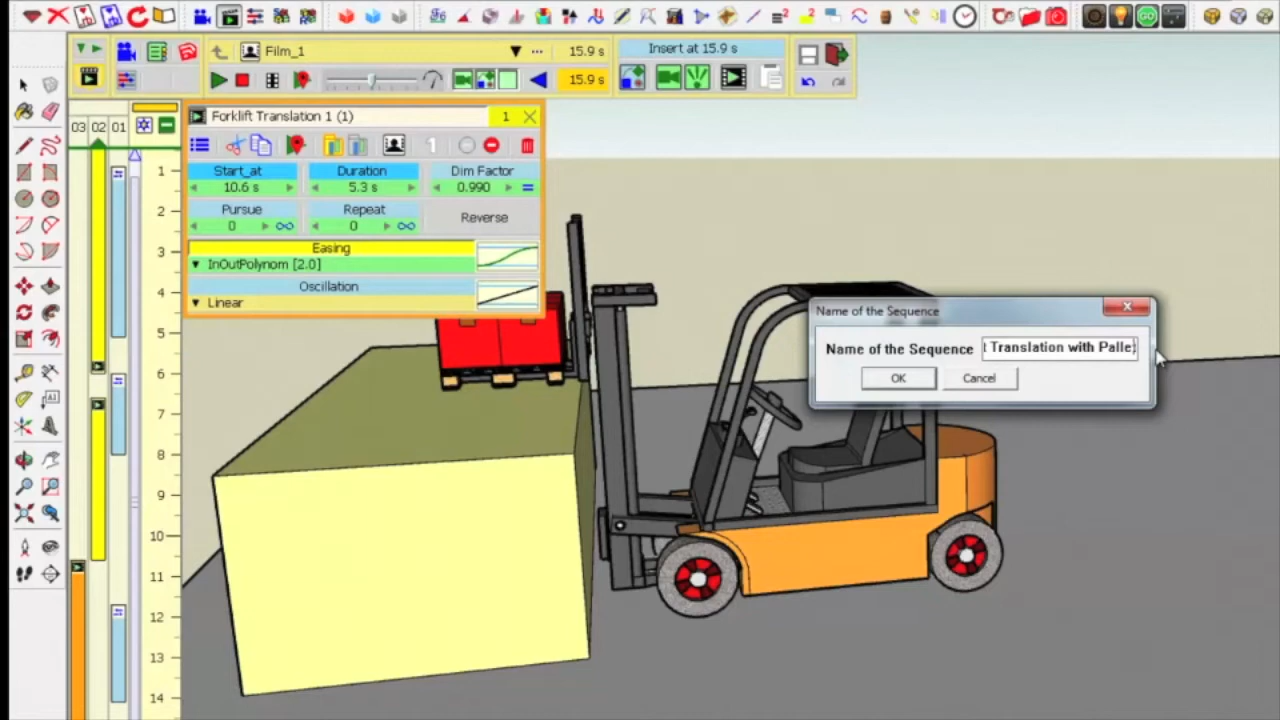 Film_1
15.9 s
Insert at 15.9 s
15.9 s
03 02 01
Forklift Translation 1 (1)
1
1
Start_at
Duration
Dim Factor
10.6 s
5.3 s
0.990
Pursue
Repeat
Reverse
0
0
Easing
InOutPolynom [2.0]
Oscillation
Linear
Name of the Sequence
Name of the Sequence
t Translation with Pallet
OK
Cancel
1
2
3
4
5
6
7
8
9
10
11
12
13
14